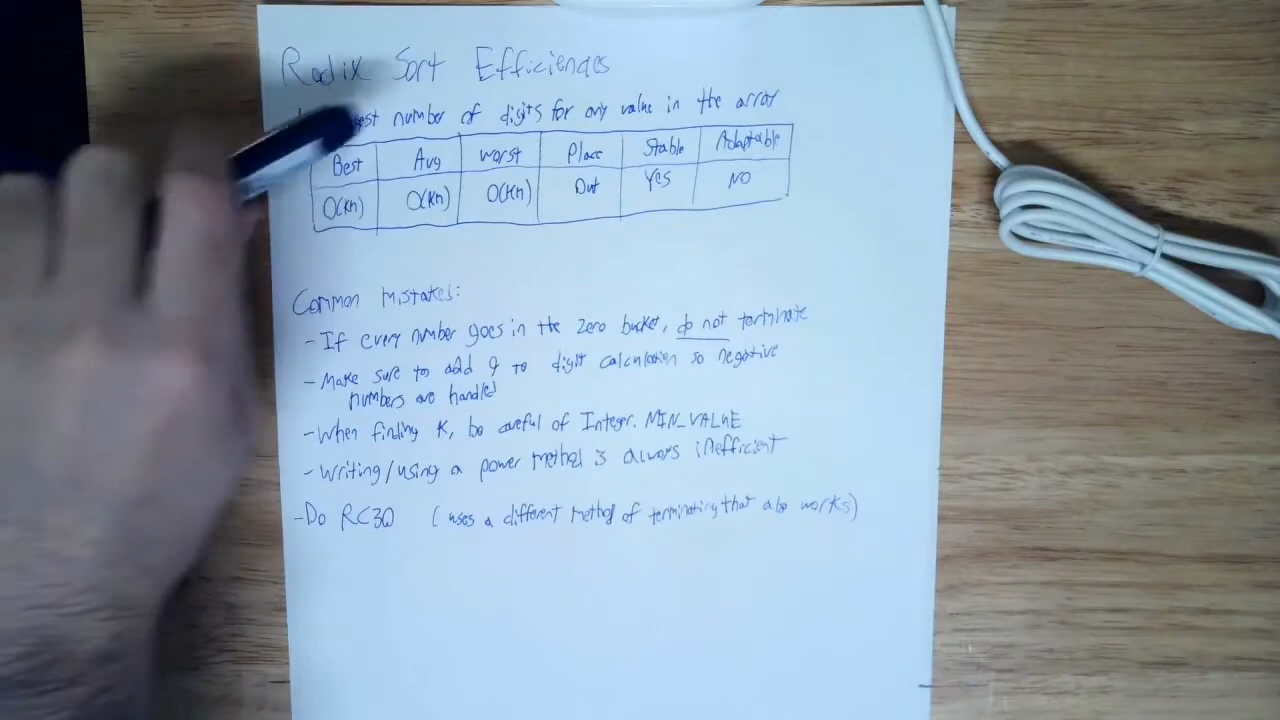 Radix Sort Efficiencies
number of digits for any value in the array
Best Avg worst Place Stable Adaptable
O(kn) O(kn) O(kn) Out Yes NO
Common Mistakes:
- If every number goes in the zero bucket, do not terminate
- Make sure to add 9 to digit calculation so negative
numbers are handled
- When finding K, be careful of Integer.MIN_VALUE
- Writing/using a power method is always inefficient
- Do RC30 (uses a different method of terminating that also works)